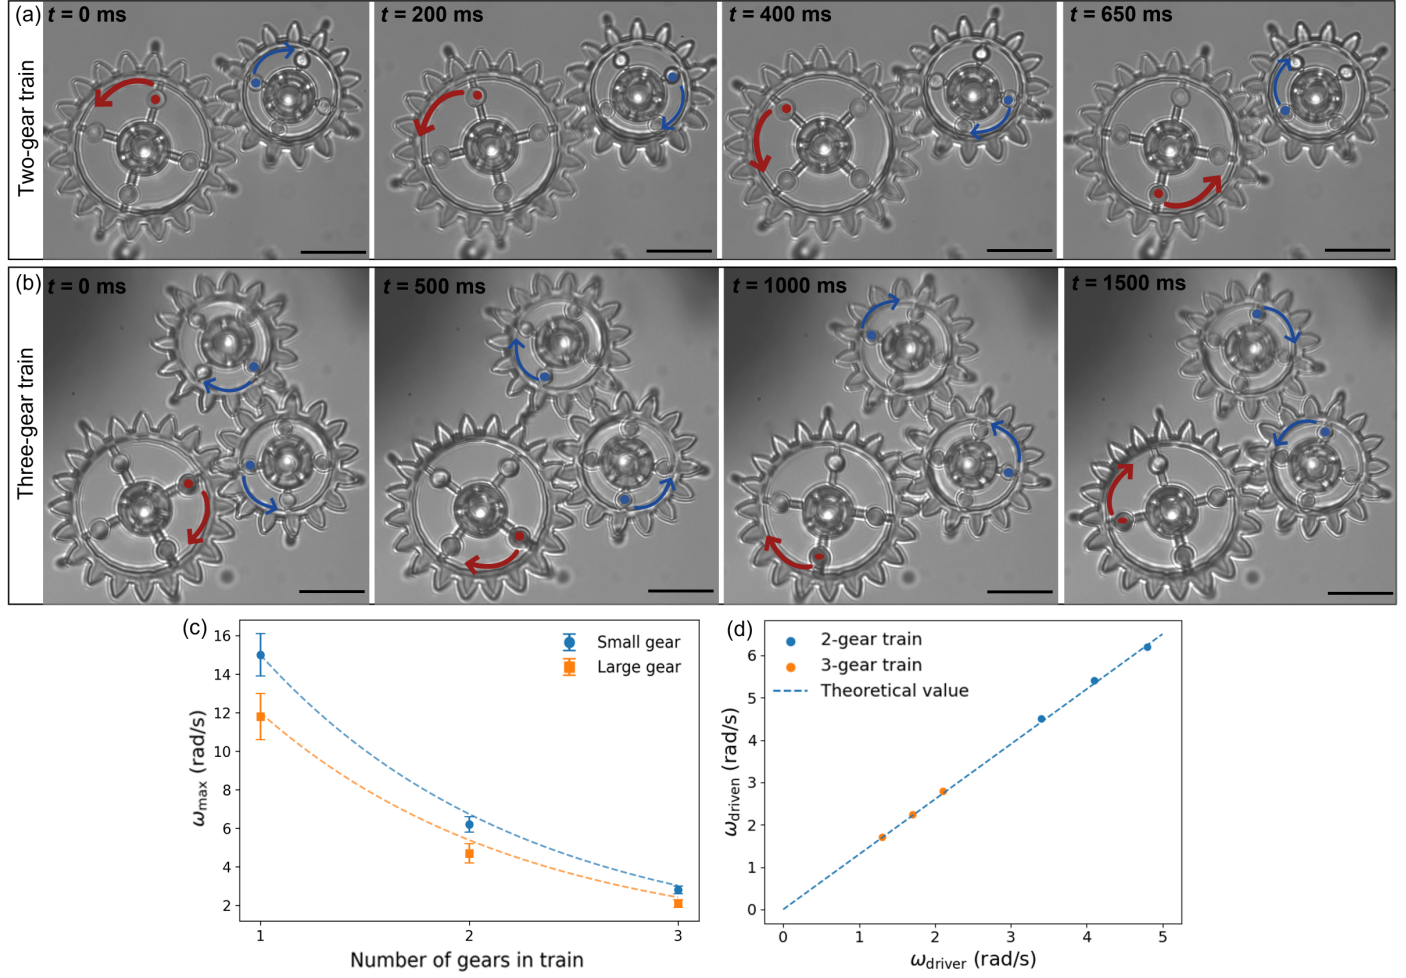 (a) t = 0 ms
t = 200 ms
t = 400 ms
t = 650 ms
Two-gear train
(b) t = 0 ms
t = 500 ms
t = 1000 ms
t = 1500 ms
Three-gear train
(c)
16
14
12
10
8
6
4
2
1
2
3
ωmax (rad/s)
Number of gears in train
Small gear
Large gear
(d)
6
5
4
3
2
1
0
0
1
2
3
4
5
ωdriven (rad/s)
ωdriver (rad/s)
2-gear train
3-gear train
Theoretical value